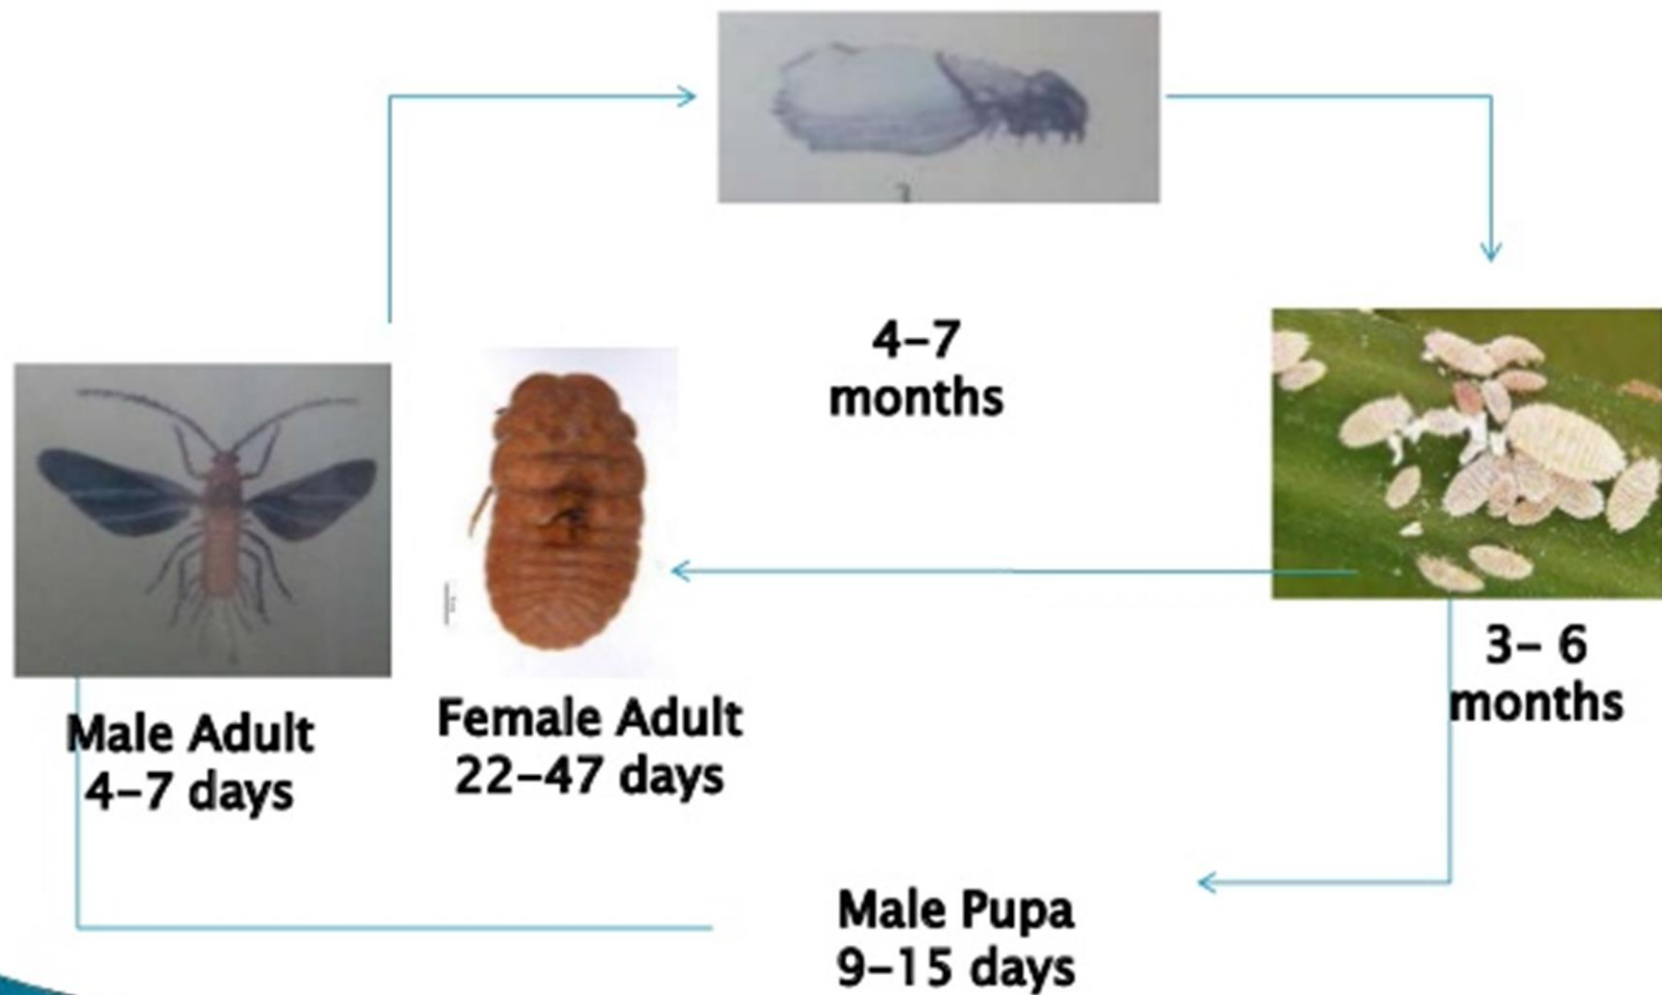 4–7
months
3– 6
months
Male Adult
4–7 days
Female Adult
22–47 days
Male Pupa
9–15 days